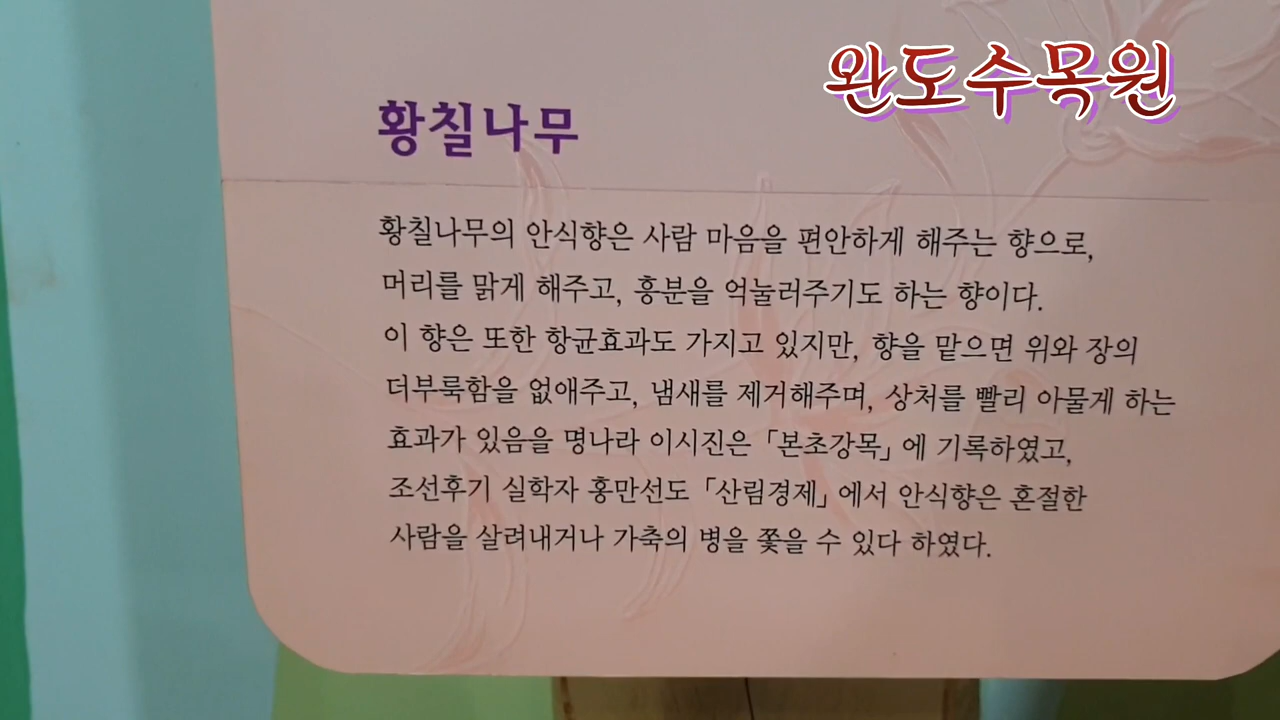 완도수목원
황칠나무
황칠나무의 안식향은 사람 마음을 편안하게 해주는 향으로,
머리를 맑게 해주고, 흥분을 억눌러주기도 하는 향이다.
이 향은 또한 항균효과도 가지고 있지만, 향을 맡으면 위와 장의
더부룩함을 없애주고, 냄새를 제거해주며, 상처를 빨리 아물게 하는
효과가 있음을 명나라 이시진은 「본초강목」에 기록하였고,
조선후기 실학자 홍만선도 「산림경제」에서 안식향은 혼절한
사람을 살려내거나 가축의 병을 쫓을 수 있다 하였다.